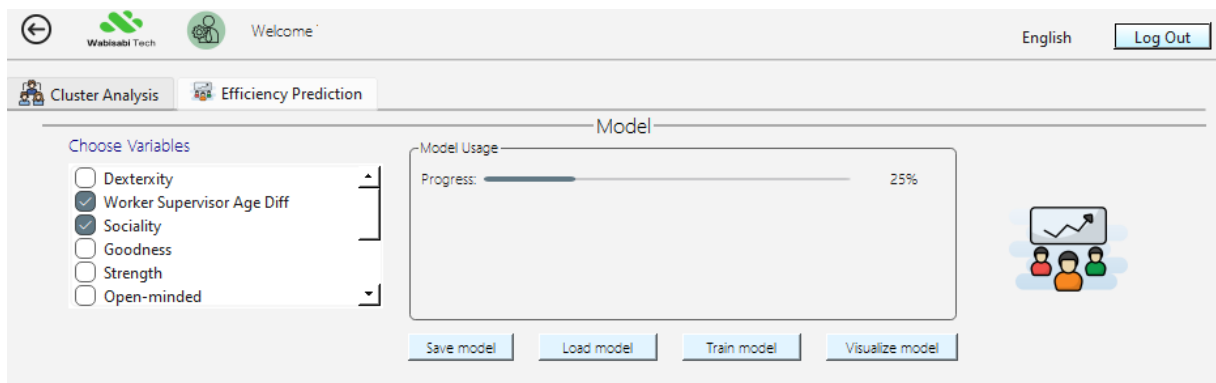 Wabisabi Tech
Welcome
English
Log Out
Cluster Analysis
Efficiency Prediction
Model
Choose Variables
Dexterxity
Worker Supervisor Age Diff
Sociality
Goodness
Strength
Open-minded
Model Usage
Progress:
25%
Save model
Load model
Train model
Visualize model